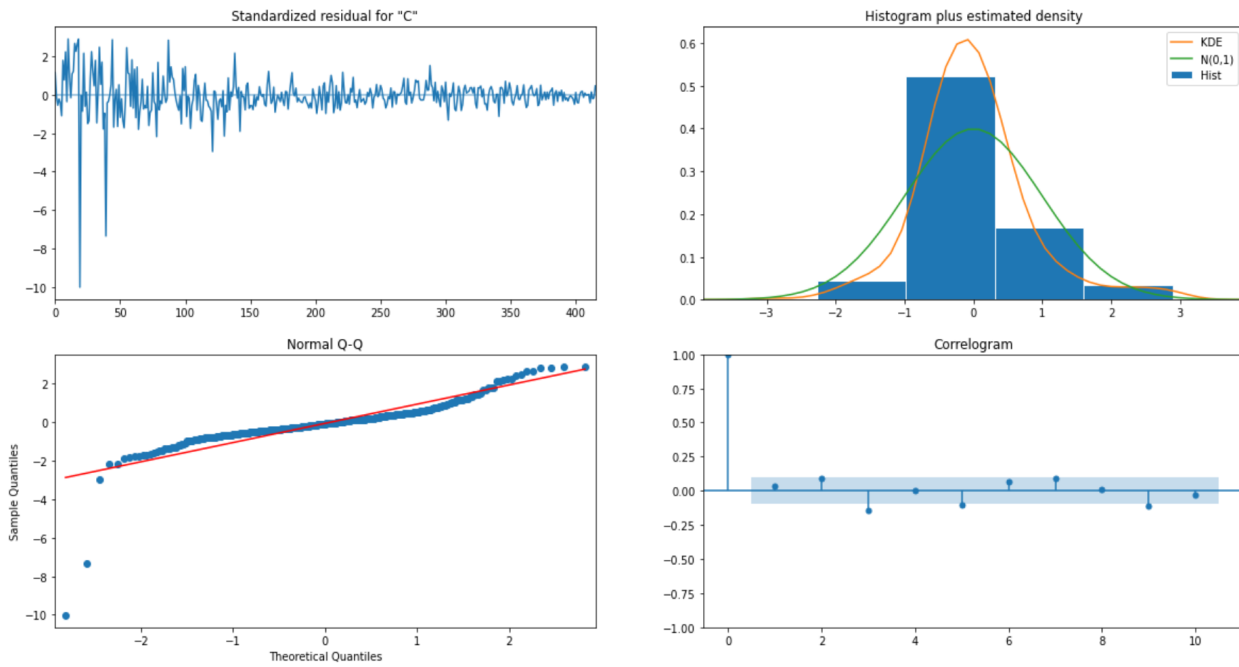 Standardized residual for "C"
2
0
−2
−4
−6
−8
−10
0 50 100 150 200 250 300 350 400
Histogram plus estimated density
KDE
N(0,1)
Hist
0.6
0.5
0.4
0.3
0.2
0.1
0.0
−3 −2 −1 0 1 2 3
Normal Q-Q
Sample Quantiles
2
0
−2
−4
−6
−8
−10
−2 −1 0 1 2
Theoretical Quantiles
Correlogram
1.00
0.75
0.50
0.25
0.00
−0.25
−0.50
−0.75
−1.00
0 2 4 6 8 10